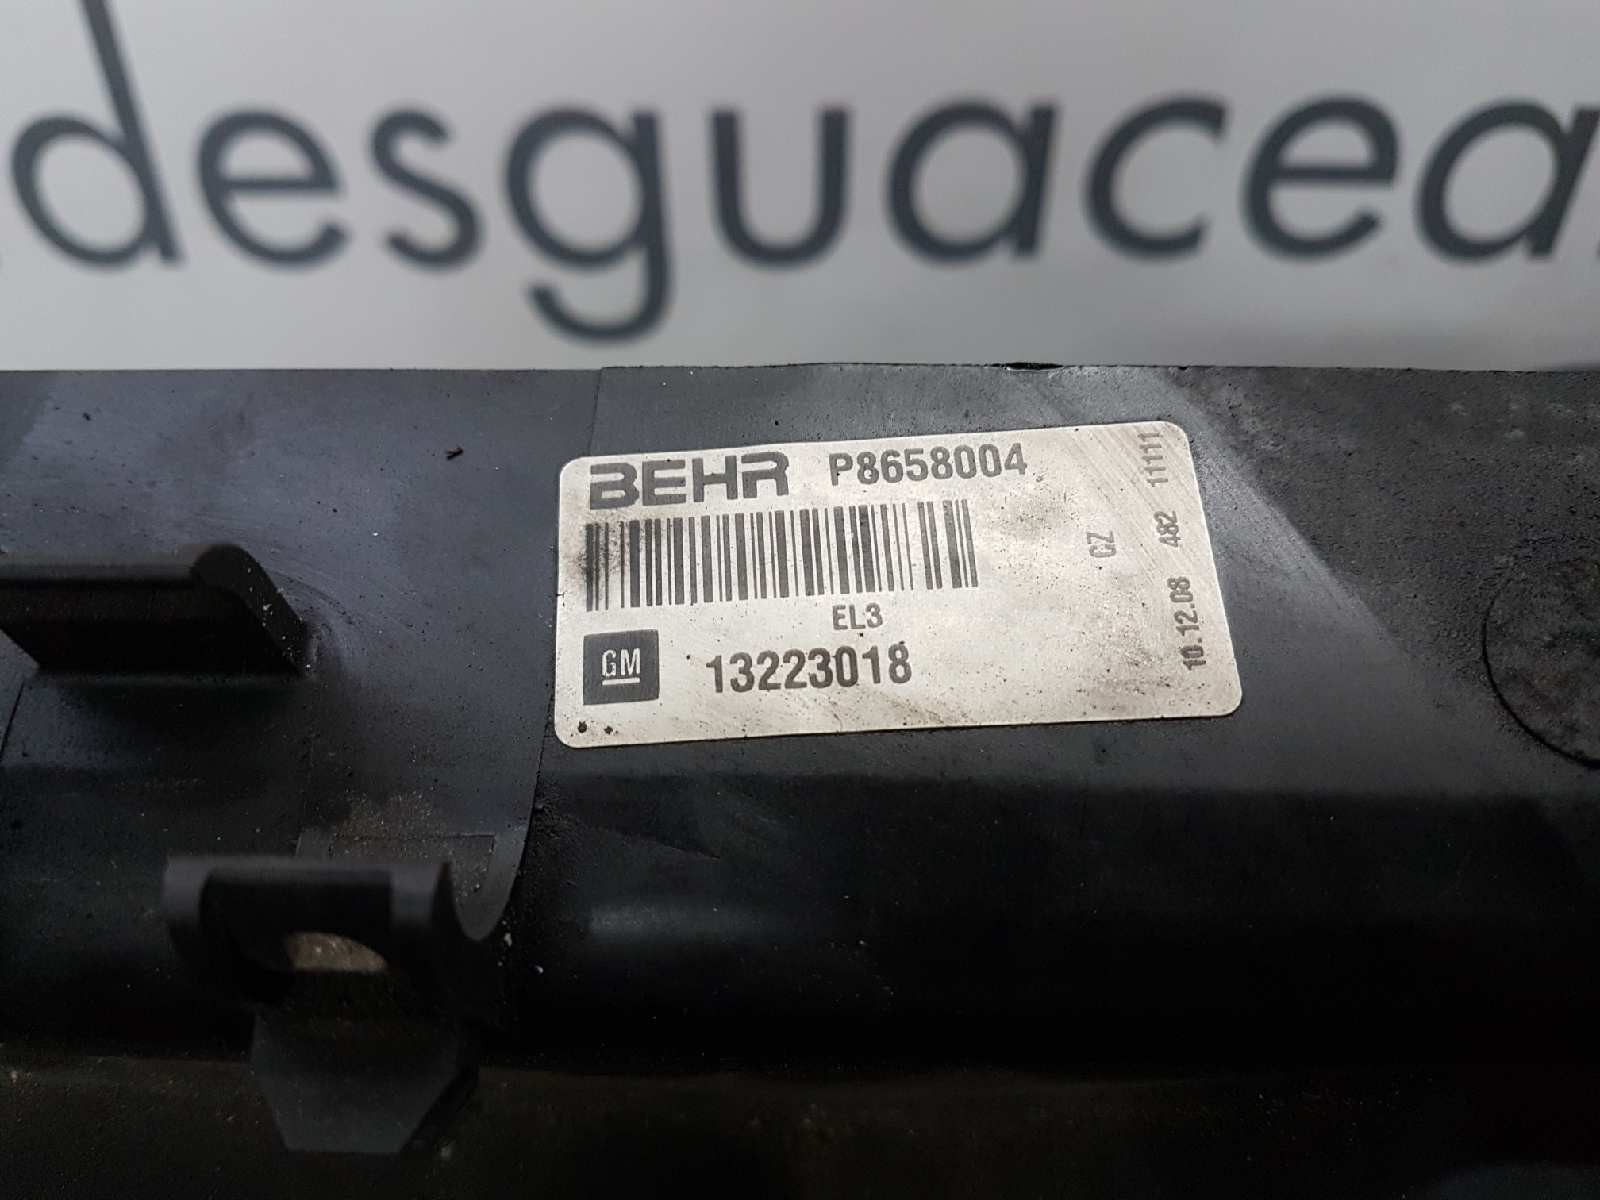 desguacea
BEHR P8658004
EL3
GM 13223018
CZ
10.12.08 482 11111